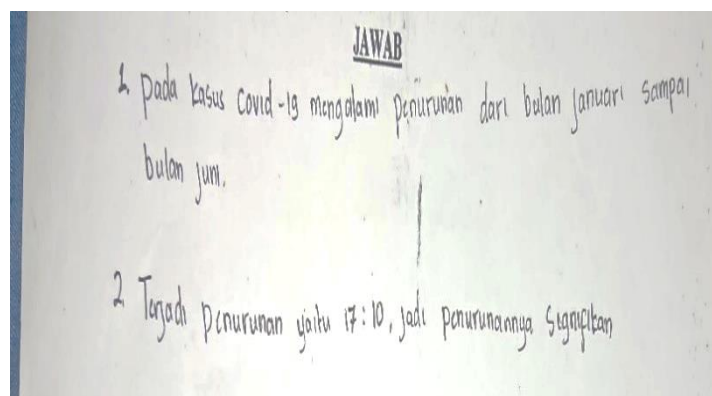 JAWAB
1. pada kasus Covid-19 mengalami penurunan dari bulan januari sampai
bulan juni.
2 Terjadi penurunan yaitu 17:10, jadi penurunannya Signifikan